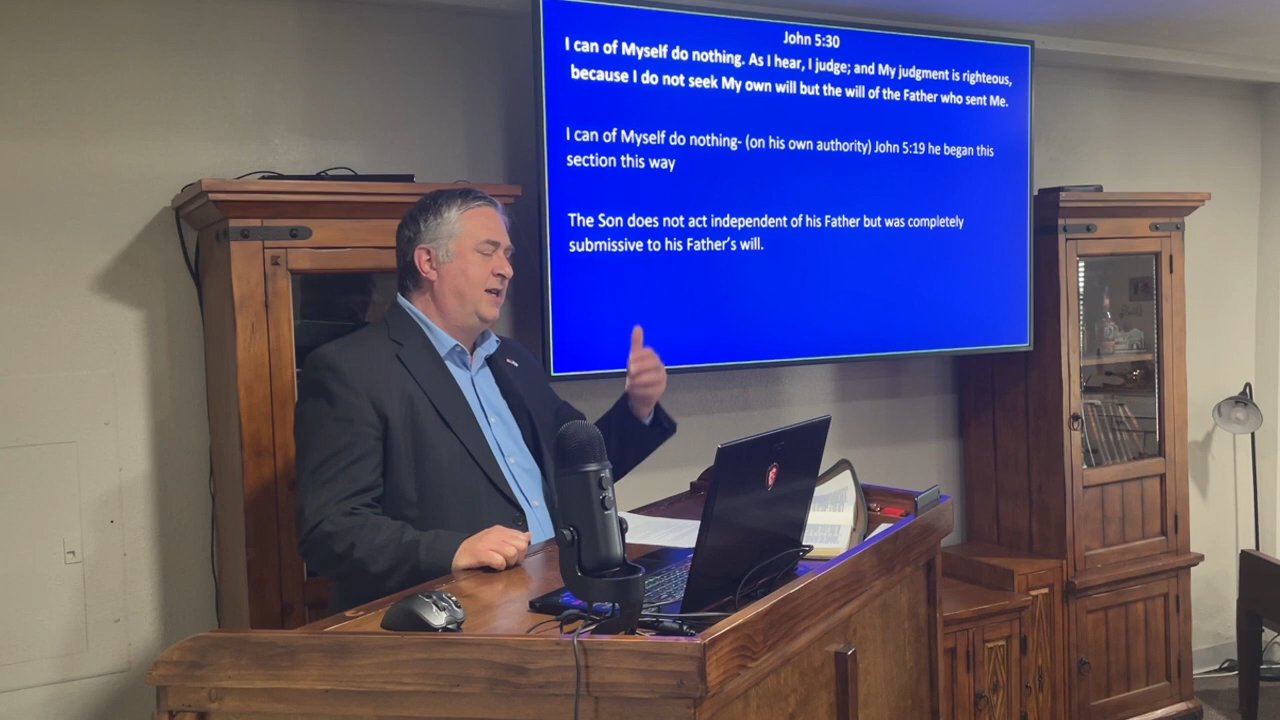 John 5:30
I can of Myself do nothing. As I hear, I judge; and My judgment is righteous,
because I do not seek My own will but the will of the Father who sent Me.
I can of Myself do nothing- (on his own authority) John 5:19 he began this
section this way
The Son does not act independent of his Father but was completely
submissive to his Father's will.